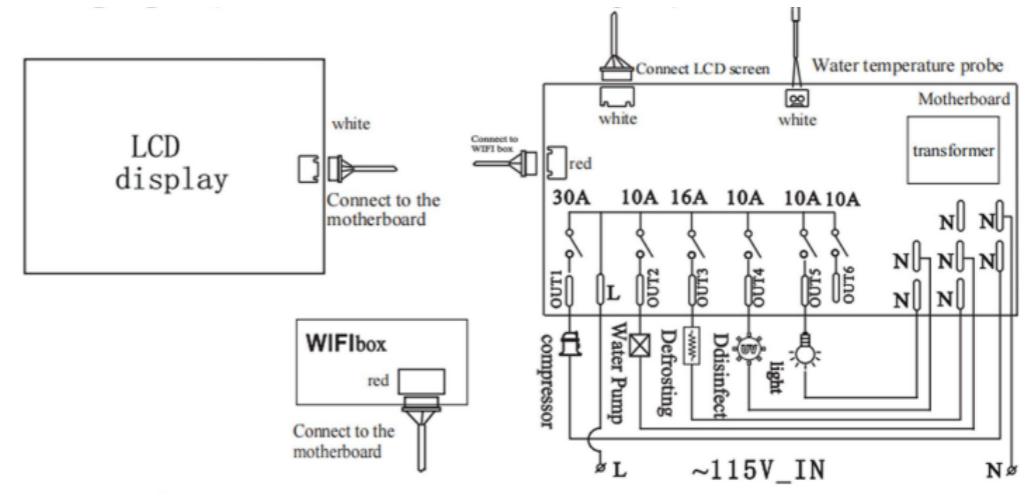 LCD
display
white
Connect to the
motherboard
WIFIbox
red
Connect to the
motherboard
Connect LCD screen
white
Water temperature probe
white
Motherboard
transformer
Connect to
WIFI box
red
30A 10A 16A 10A 10A 10A
N N
N N N
N N
OUT1 L OUT2 OUT3 OUT4 OUT5 OUT6
compressor
Water Pump
Defrosting
Ddisinfect
UV
light
L ~115V_IN N